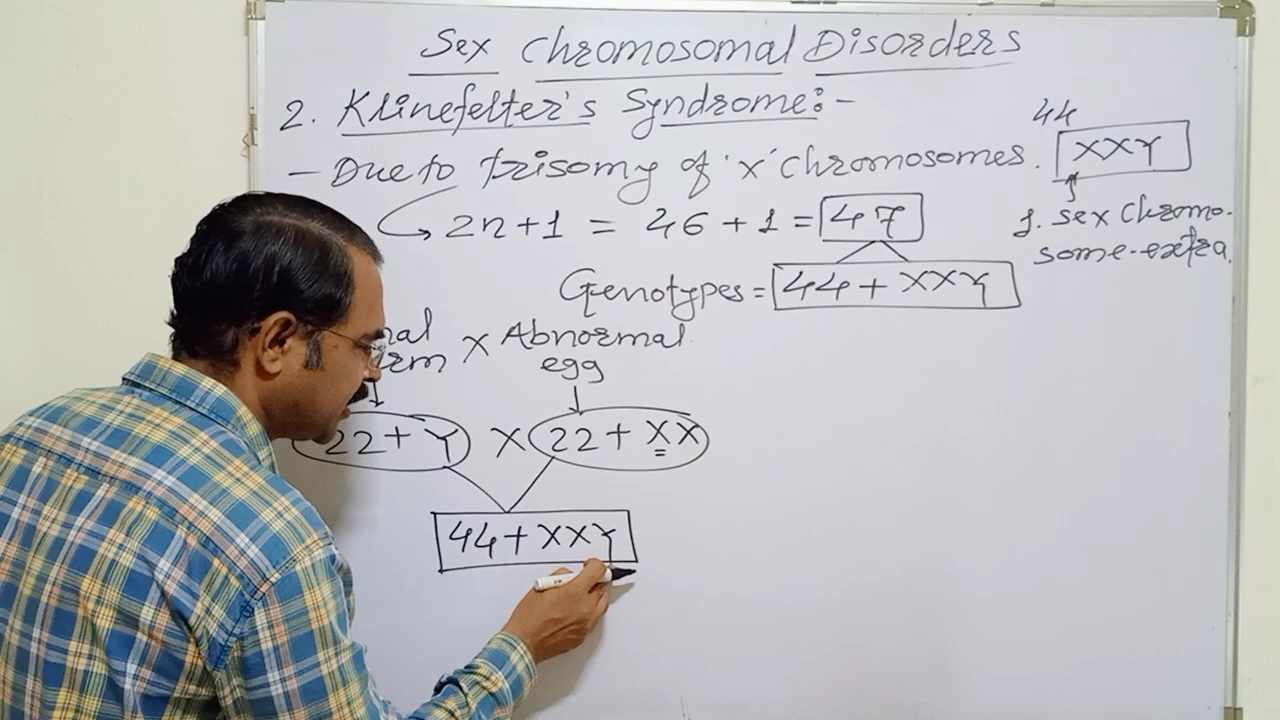 Sex Chromosomal Disorders
2. Klinefelter's Syndrome:-
- Due to trisomy of 'x' chromosomes.
44
XXY
1. sex chromo-
some-extra.
2n+1 = 46+1 = 47
Genotypes = 44+XXY
X Abnormal
egg
22+Y X 22+XX
44+XXY